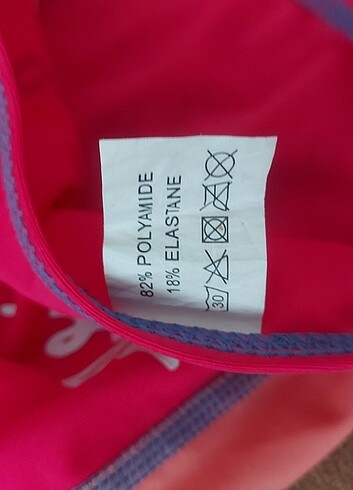 82% POLYAMIDE
18% ELASTANE
30